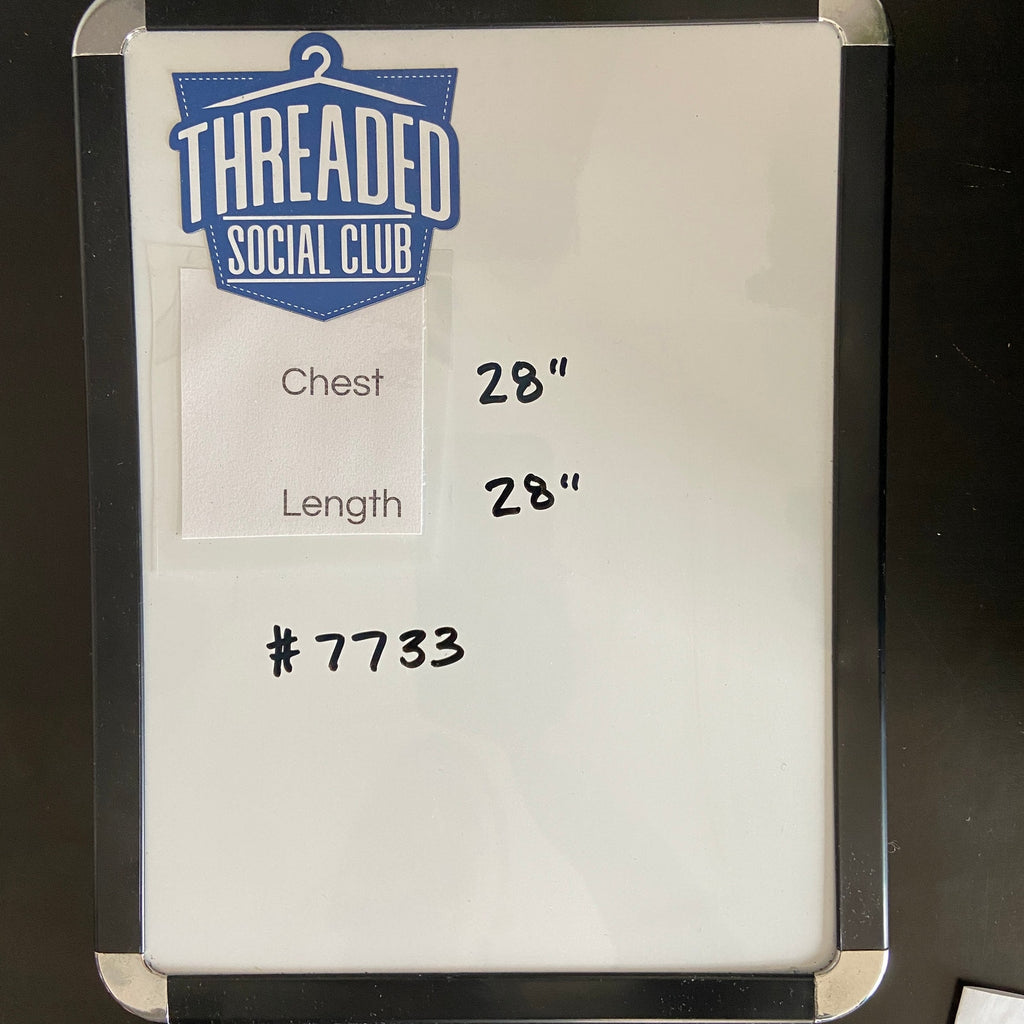 THREADED
SOCIAL CLUB
Chest 28"
Length 28"
#7733